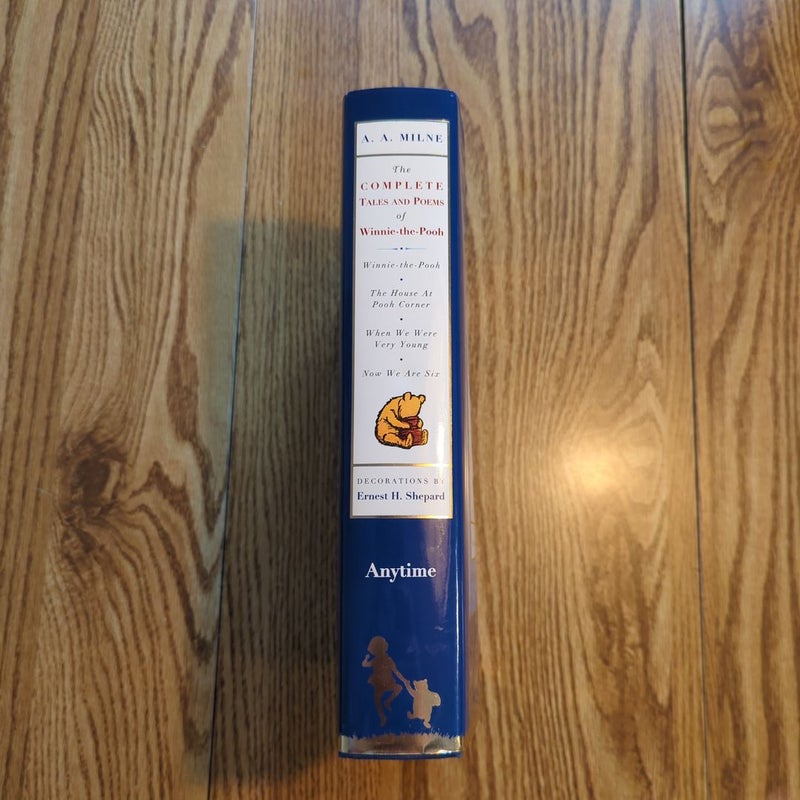 A. A. MILNE
The
COMPLETE
TALES AND POEMS
of
Winnie-the-Pooh
Winnie-the-Pooh
The House At
Pooh Corner
When We Were
Very Young
Now We Are Six
DECORATIONS BY
Ernest H. Shepard
Anytime